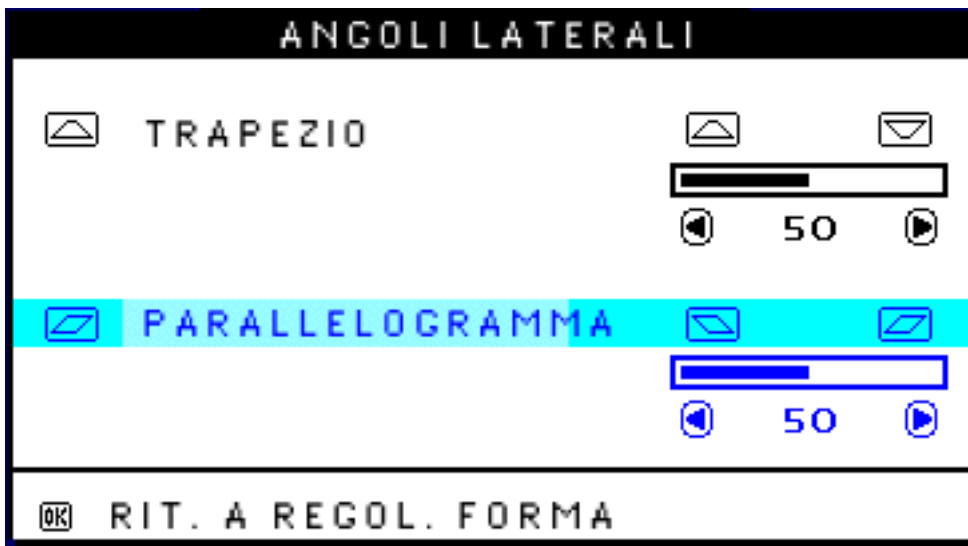 ANGOLI LATERALI
TRAPEZIO
50
PARALLELOGRAMMA
50
OK RIT. A REGOL. FORMA